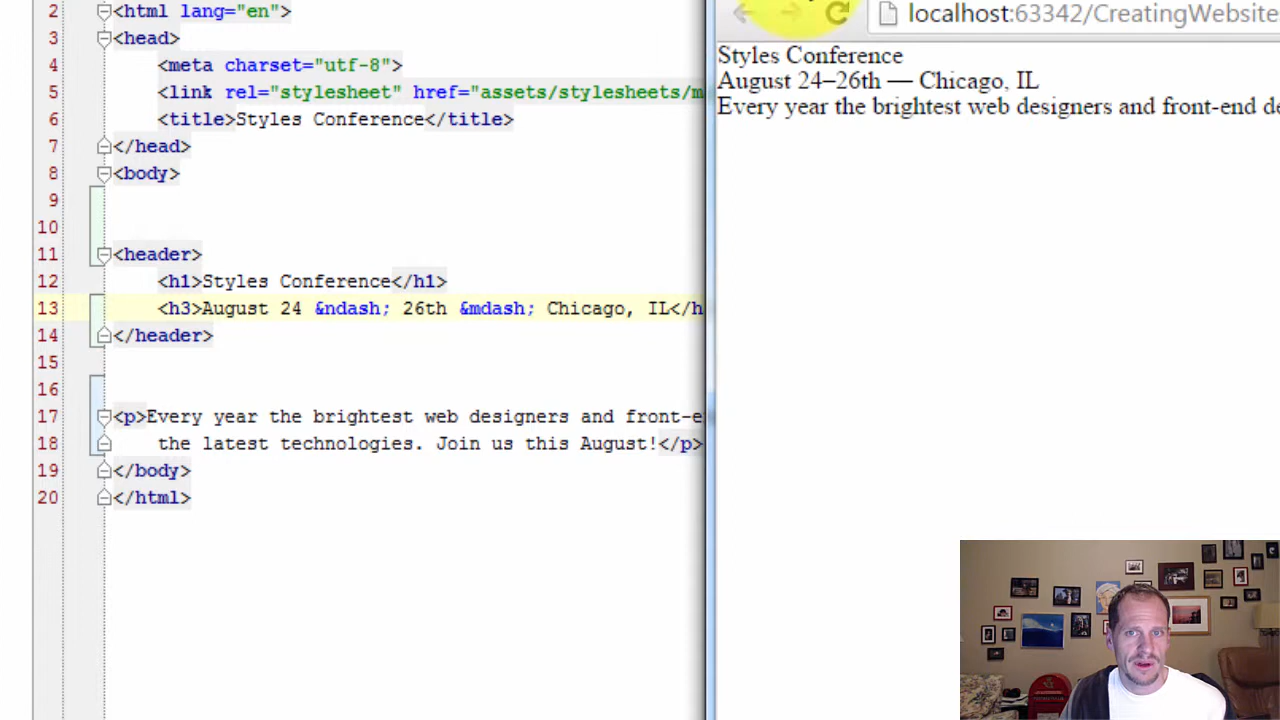 2 <html lang="en">
3 <head>
4 <meta charset="utf-8">
5 <link rel="stylesheet" href="assets/stylesheets/m
6 <title>Styles Conference</title>
7 </head>
8 <body>
9
10
11 <header>
12 <h1>Styles Conference</h1>
13 <h3>August 24 &ndash; 26th &mdash; Chicago, IL</h
14 </header>
15
16
17 <p>Every year the brightest web designers and front-e
18 the latest technologies. Join us this August!</p>
19 </body>
20 </html>
localhost:63342/CreatingWebsite
Styles Conference
August 24–26th — Chicago, IL
Every year the brightest web designers and front-end de